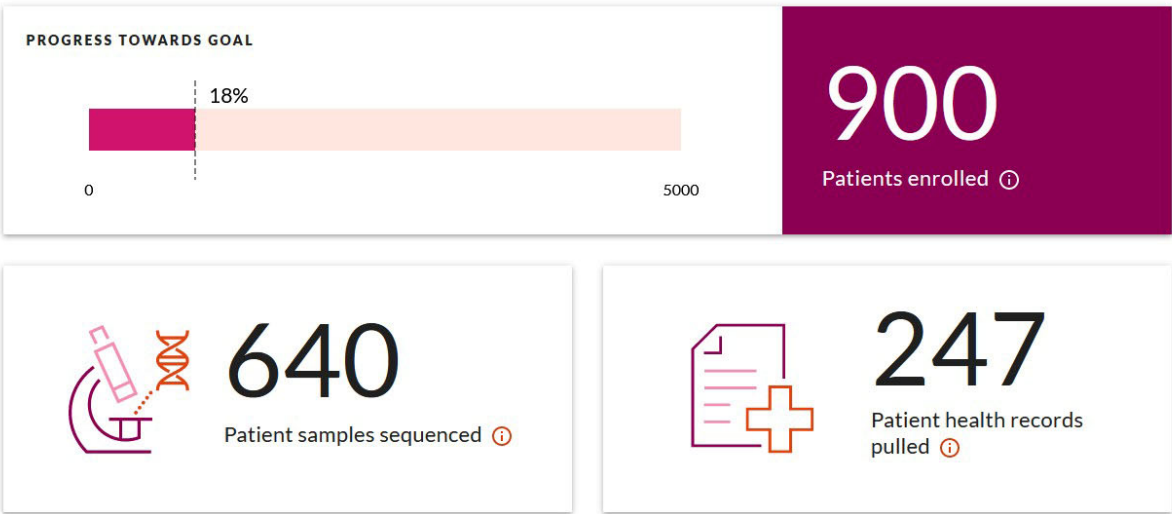 PROGRESS TOWARDS GOAL
18%
0
5000
900
Patients enrolled
640
Patient samples sequenced
247
Patient health records
pulled